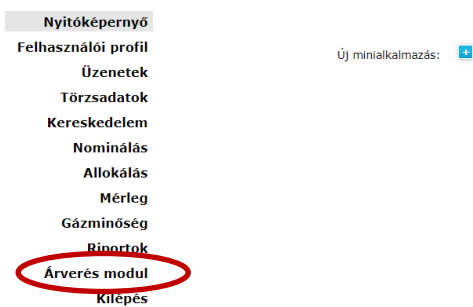 Nyitóképernyő
Felhasználói profil
Új minialkalmazás:
Üzenetek
Törzsadatok
Kereskedelem
Nominálás
Allokálás
Mérleg
Gázminőség
Riportok
Árverés modul
Kilépés